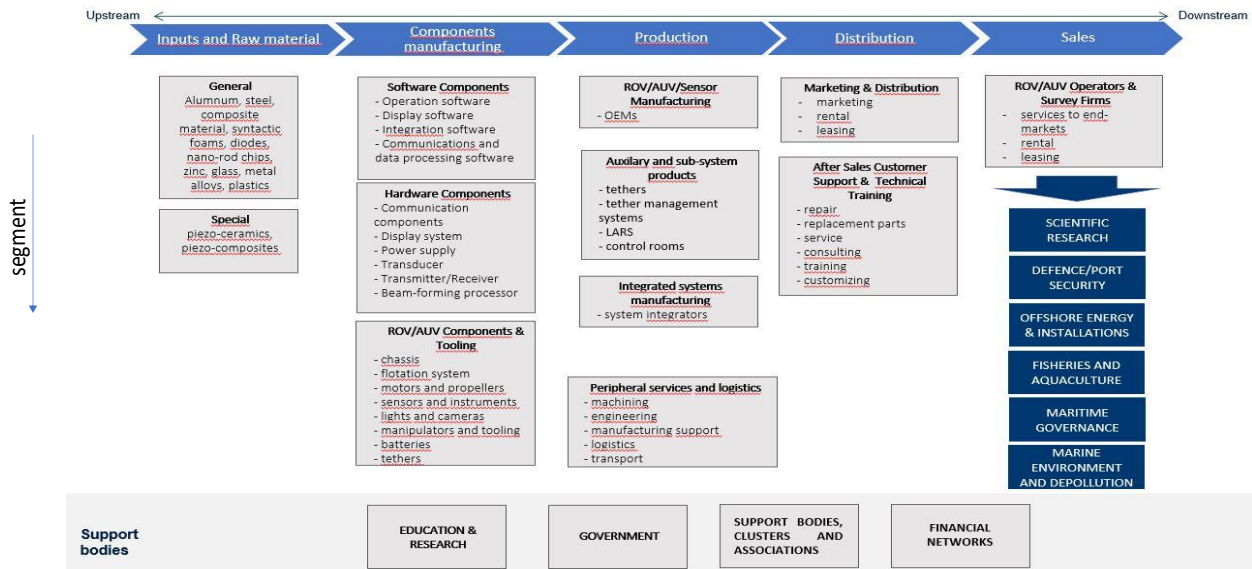 Upstream
Downstream
Inputs and Raw material
Components
manufacturing
Production
Distribution
Sales
segment
General
Alumnum, steel,
composite
material, syntactic
foams, diodes,
nano-rod chips,
zinc, glass, metal
alloys, plastics
Special
piezo-ceramics,
piezo-composites
Software Components
- Operation software
- Display software
- Integration software
- Communications and
data processing software
Hardware Components
- Communication
components
- Display system
- Power supply
- Transducer
- Transmitter/Receiver
- Beam-forming processor
ROV/AUV Components &
Tooling
- chassis
- flotation system
- motors and propellers
- sensors and instruments
- lights and cameras
- manipulators and tooling
- batteries
- tethers
ROV/AUV/Sensor
Manufacturing
- OEMs
Auxilary and sub-system
products
- tethers
- tether management
systems
- LARS
- control rooms
Integrated systems
manufacturing
- system integrators
Peripheral services and logistics
- machining
- engineering
- manufacturing support
- logistics
- transport
Marketing & Distribution
- marketing
- rental
- leasing
After Sales Customer
Support & Technical
Training
- repair
- replacement parts
- service
- consulting
- training
- customizing
ROV/AUV Operators &
Survey Firms
- services to end-
markets
- rental
- leasing
SCIENTIFIC
RESEARCH
DEFENCE/PORT
SECURITY
OFFSHORE ENERGY
& INSTALLATIONS
FISHERIES AND
AQUACULTURE
MARITIME
GOVERNANCE
MARINE
ENVIRONMENT
AND DEPOLLUTION
Support
bodies
EDUCATION &
RESEARCH
GOVERNMENT
SUPPORT BODIES,
CLUSTERS AND
ASSOCIATIONS
FINANCIAL
NETWORKS